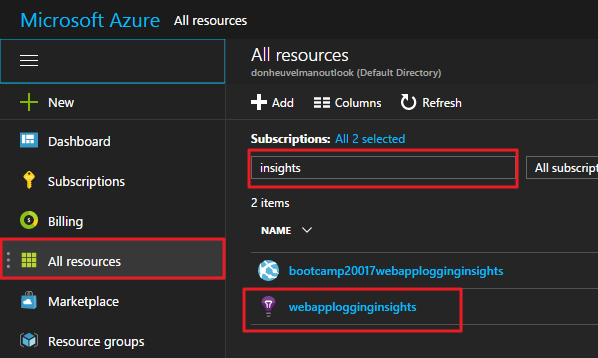 Microsoft Azure All resources
New
Dashboard
Subscriptions
Billing
All resources
Marketplace
Resource groups
All resources
donheuvelmanoutlook (Default Directory)
Add Columns Refresh
Subscriptions: All 2 selected
insights All subscript
2 items
NAME
bootcamp20017webapplogginginsights
webapplogginginsights